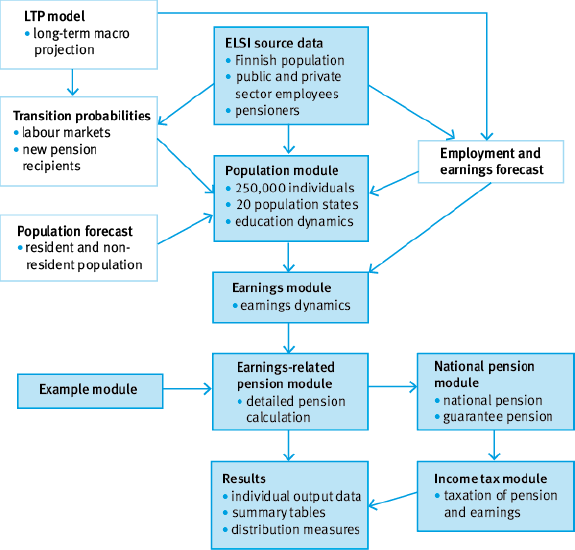 LTP model
• long-term macro
projection
ELSI source data
• Finnish population
• public and private
sector employees
• pensioners
Transition probabilities
• labour markets
• new pension
recipients
Employment and
earnings forecast
Population module
• 250,000 individuals
• 20 population states
• education dynamics
Population forecast
• resident and non-
resident population
Earnings module
• earnings dynamics
Example module
Earnings-related
pension module
• detailed pension
calculation
National pension
module
• national pension
• guarantee pension
Results
• individual output data
• summary tables
• distribution measures
Income tax module
• taxation of pension
and earnings